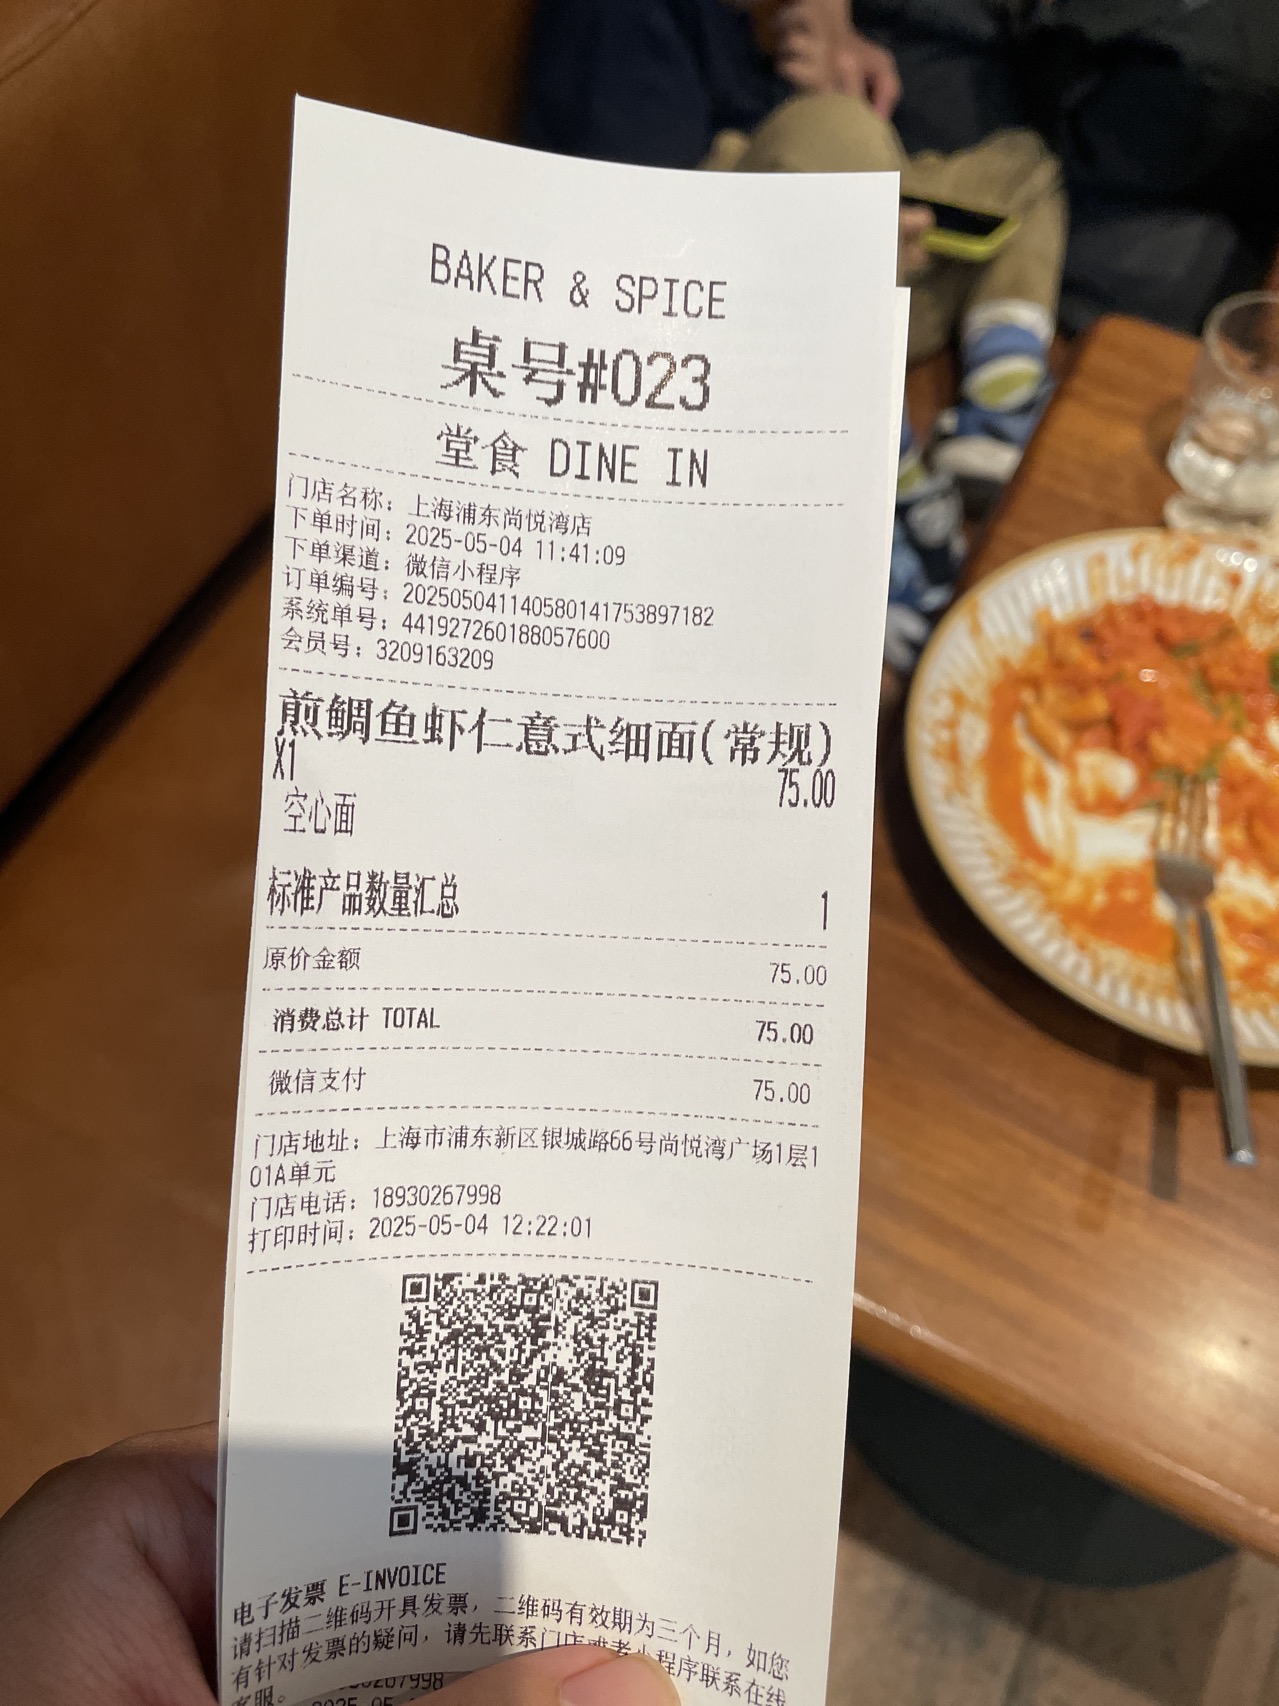 BAKER & SPICE
桌号#023
堂食 DINE IN
门店名称：上海浦东尚悦湾店
下单时间：2025-05-04 11:41:09
下单渠道：微信小程序
订单编号：20250504114058014175389​7182
系统单号：441927260188057600
会员号：3209163209
煎鲷鱼虾仁意式细面(常规)
X1 75.00
空心面
标准产品数量汇总 1
原价金额 75.00
消费总计 TOTAL 75.00
微信支付 75.00
门店地址：上海市浦东新区银城路66号尚悦湾广场1层1
01A单元
门店电话：18930267998
打印时间：2025-05-04 12:22:01
电子发票 E-INVOICE
请扫描二维码开具发票，二维码有效期为三个月，如您
有针对发票的疑问，请先联系门店或者小程序联系在线
客服。